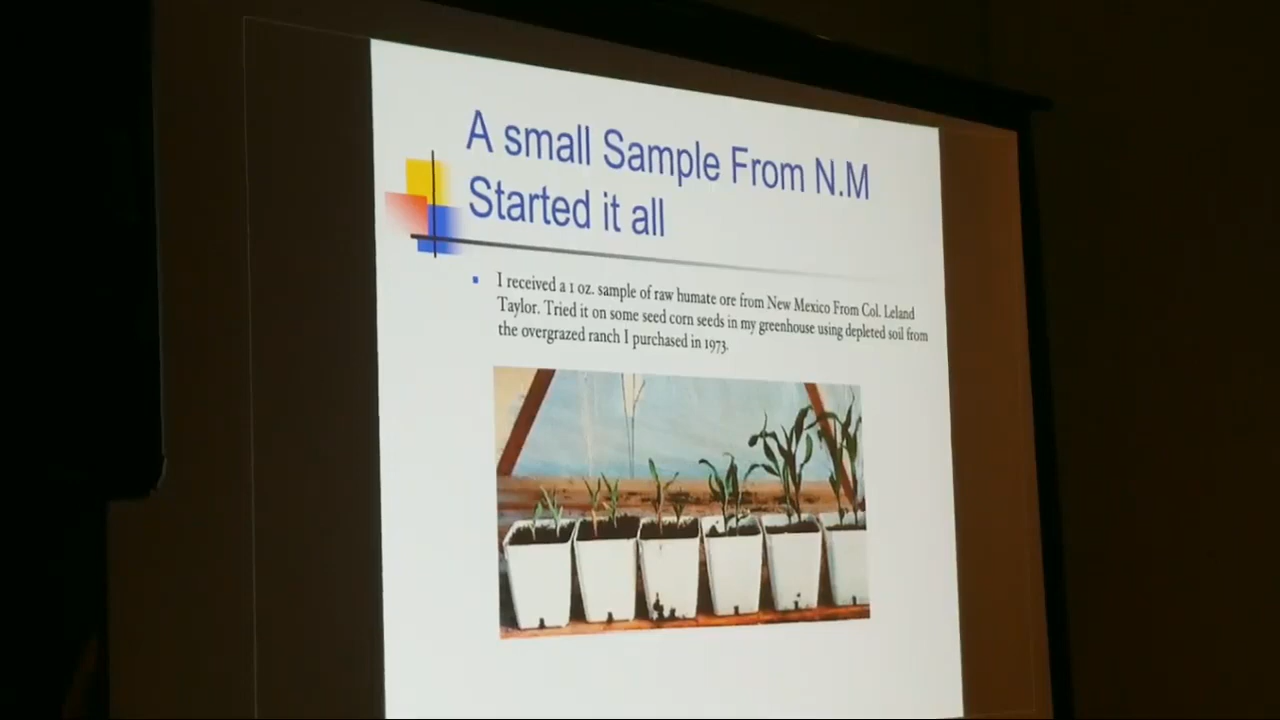 A small Sample From N.M
Started it all
I received a 1 oz. sample of raw humate ore from New Mexico From Col. Leland
Taylor. Tried it on some seed corn seeds in my greenhouse using depleted soil from
the overgrazed ranch I purchased in 1973.